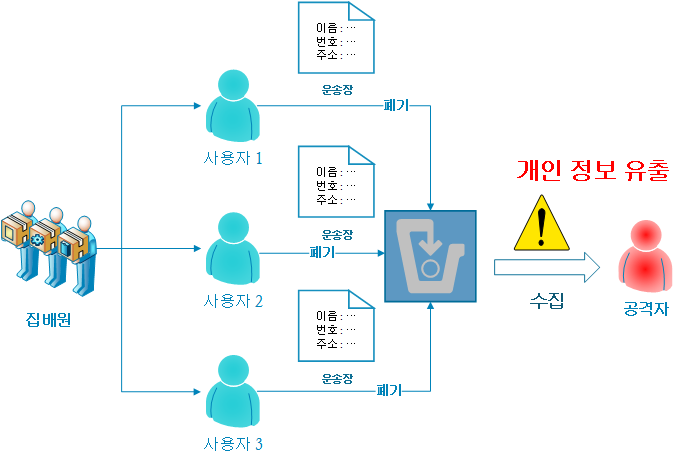 이름 : …
번호 : …
주소 : …
운송장
폐기
사용자 1
이름 : …
번호 : …
주소 : …
운송장
폐기
사용자 2
이름 : …
번호 : …
주소 : …
운송장
폐기
사용자 3
집배원
개인 정보 유출
수집
공격자